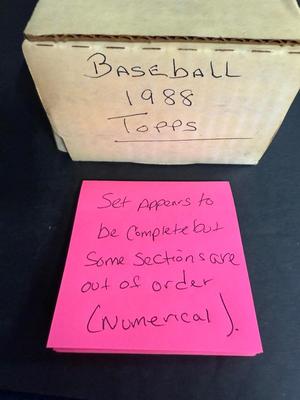 BASEBALL
1988
TOPPS
Set Appears to
be Complete but
Some Sections are
out of order
(Numerical).